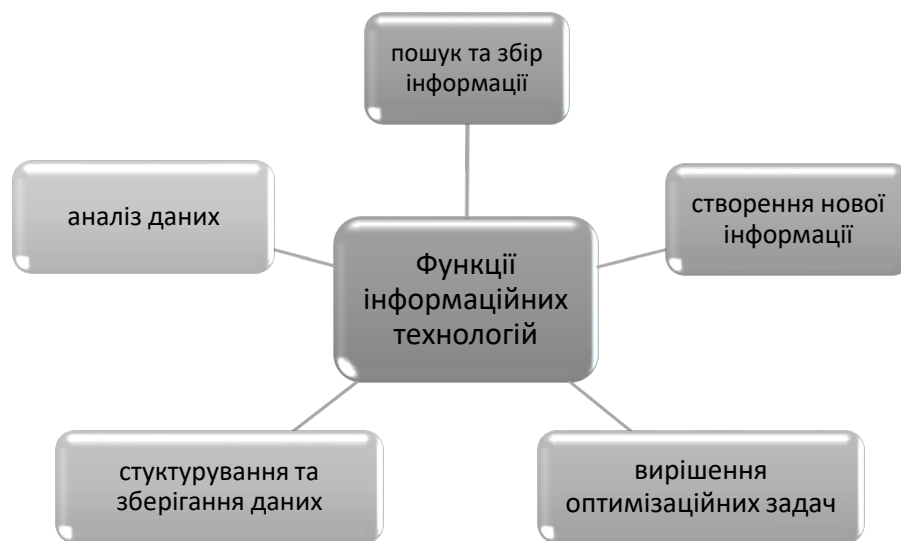 пошук та збір
інформації
аналіз даних
створення нової
інформації
Функції
інформаційних
технологій
стуктурування та
зберігання даних
вирішення
оптимізаційних задач